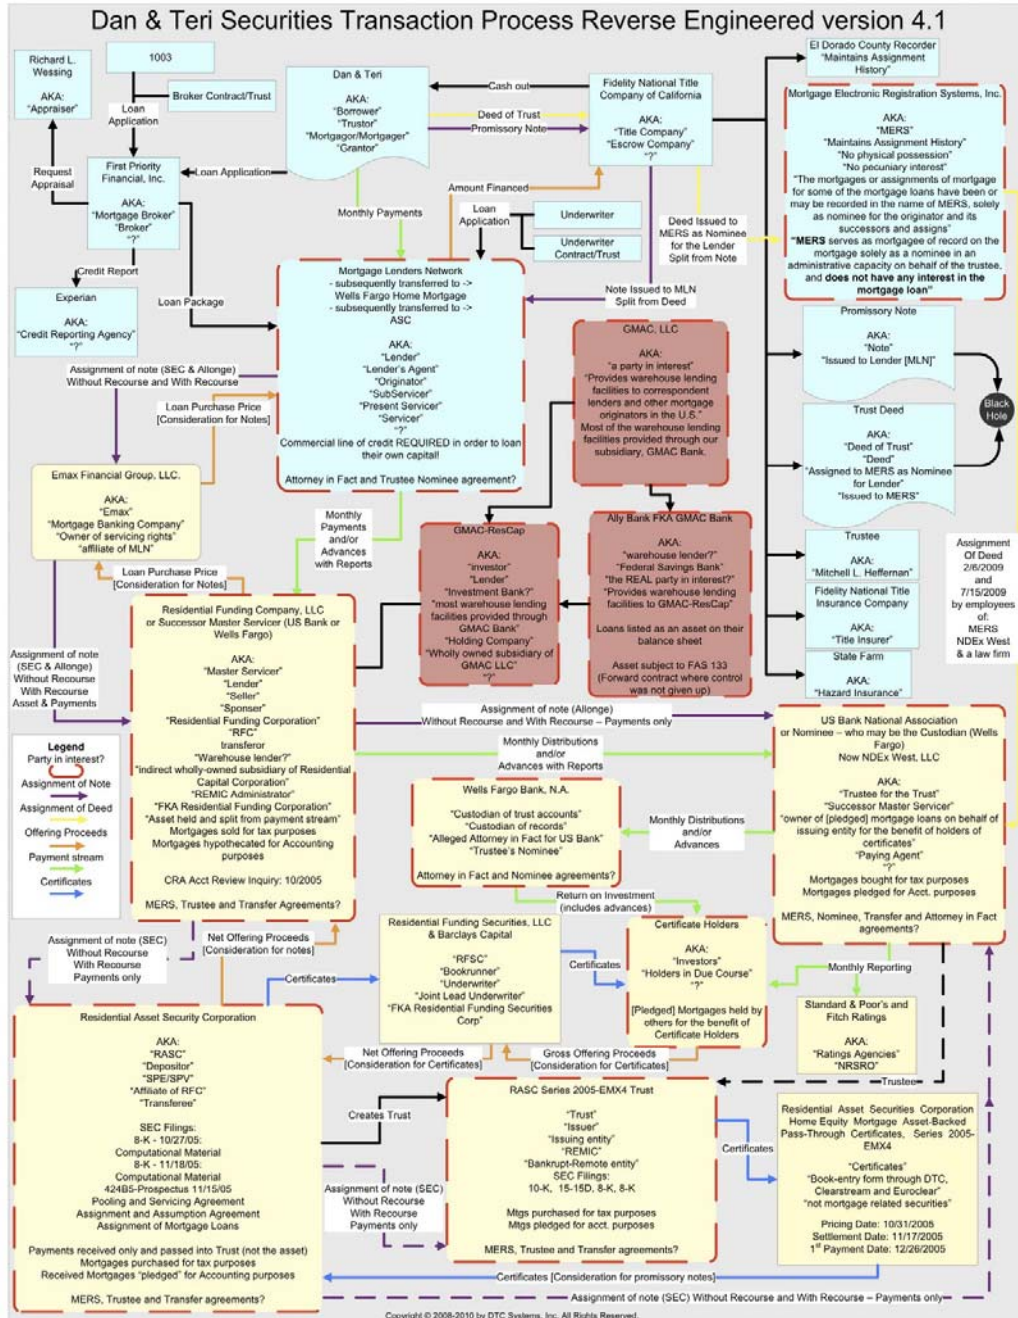 Dan & Teri Securities Transaction Process Reverse Engineered version 4.1
Richard L.
Wessing
AKA:
"Appraiser"
1003
Broker Contract/Trust
Loan
Application
Request
Appraisal
First Priority
Financial, Inc.
AKA:
"Mortgage Broker"
"Broker"
"?"
Credit Report
Experian
AKA:
"Credit Reporting Agency"
"?"
Loan Package
Loan Application
Dan & Teri
AKA:
"Borrower"
"Trustor"
"Mortgagor/Mortgager"
"Grantor"
Cash out
Deed of Trust
Promissory Note
Amount Financed
Monthly Payments
Loan
Application
Underwriter
Underwriter
Contract/Trust
Fidelity National Title
Company of California
AKA:
"Title Company"
"Escrow Company"
"?"
Deed Issued to
MERS as Nominee
for the Lender
Split from Note
Note Issued to MLN
Split from Deed
El Dorado County Recorder
"Maintains Assignment
History"
Mortgage Electronic Registration Systems, Inc.
AKA:
"MERS"
"Maintains Assignment History"
"No physical possession"
"No pecuniary interest"
"The mortgages or assignments of mortgage
for some of the mortgage loans have been or
may be recorded in the name of MERS, solely
as nominee for the originator and its
successors and assigns"
"MERS serves as mortgagee of record on the
mortgage solely as a nominee in an
administrative capacity on behalf of the trustee,
and does not have any interest in the
mortgage loan"
Promissory Note
AKA:
"Note"
"Issued to Lender [MLN]"
Black
Hole
Trust Deed
AKA:
"Deed of Trust"
"Deed"
"Assigned to MERS as Nominee
for Lender"
"Issued to MERS"
Trustee
AKA:
"Mitchell L. Heffernan"
Fidelity National Title
Insurance Company
AKA:
"Title Insurer"
State Farm
AKA:
"Hazard Insurance"
Assignment
Of Deed
2/6/2009
and
7/15/2009
by employees
of:
MERS
NDEx West
& a law firm
Mortgage Lenders Network
- subsequently transferred to ->
Wells Fargo Home Mortgage
- subsequently transferred to ->
ASC
AKA:
"Lender"
"Lender's Agent"
"Originator"
"SubServicer"
"Present Servicer"
"Servicer"
"?"
Commercial line of credit REQUIRED in order to loan
their own capital!
Attorney in Fact and Trustee Nominee agreement?
Assignment of note (SEC & Allonge)
Without Recourse and With Recourse
Loan Purchase Price
[Consideration for Notes]
Emax Financial Group, LLC.
AKA:
"Emax"
"Mortgage Banking Company"
"Owner of servicing rights"
"affiliate of MLN"
Loan Purchase Price
[Consideration for Notes]
Monthly
Payments
and/or
Advances
with Reports
GMAC, LLC
AKA:
"a party in interest"
"Provides warehouse lending
facilities to correspondent
lenders and other mortgage
originators in the U.S."
Most of the warehouse lending
facilities provided through our
subsidiary, GMAC Bank.
GMAC-ResCap
AKA:
"investor"
"Lender"
"Investment Bank?"
"most warehouse lending
facilities provided through
GMAC Bank"
"Holding Company"
"Wholly owned subsidiary of
GMAC LLC"
"?"
Ally Bank FKA GMAC Bank
AKA:
"warehouse lender?"
"Federal Savings Bank"
"the REAL party in interest?"
"Provides warehouse lending
facilities to GMAC-ResCap"
Loans listed as an asset on their
balance sheet
Asset subject to FAS 133
(Forward contract where control
was not given up)
Assignment of note
(SEC & Allonge)
Without Recourse
With Recourse
Asset & Payments
Residential Funding Company, LLC
or Successor Master Servicer (US Bank or
Wells Fargo)
AKA:
"Master Servicer"
"Lender"
"Seller"
"Sponser"
"Residential Funding Corporation"
"RFC"
transferor
"Warehouse lender?"
"indirect wholly-owned subsidiary of Residential
Capital Corporation"
"REMIC Administrator"
"FKA Residential Funding Corporation"
"Asset held and split from payment stream"
Mortgages sold for tax purposes
Mortgages hypothecated for Accounting
purposes
CRA Acct Review Inquiry: 10/2005
MERS, Trustee and Transfer Agreements?
Legend
Party in interest?
Assignment of Note
Assignment of Deed
Offering Proceeds
Payment stream
Certificates
Assignment of note (Allonge)
Without Recourse and With Recourse – Payments only
Monthly Distributions
and/or
Advances with Reports
Wells Fargo Bank, N.A.
"Custodian of trust accounts"
"Custodian of records"
"Alleged Attorney in Fact for US Bank"
"Trustee's Nominee"
Attorney in Fact and Nominee agreements?
Monthly Distributions
and/or
Advances
US Bank National Association
or Nominee – who may be the Custodian (Wells
Fargo)
Now NDEx West, LLC
AKA:
"Trustee for the Trust"
"Successor Master Servicer"
"owner of [pledged] mortgage loans on behalf of
issuing entity for the benefit of holders of
certificates"
"Paying Agent"
"?"
Mortgages bought for tax purposes
Mortgages pledged for Acct. purposes
MERS, Nominee, Transfer and Attorney in Fact
agreements?
Return on Investment
(includes advances)
Assignment of note (SEC)
Without Recourse
With Recourse
Payments only
Net Offering Proceeds
[Consideration for notes]
Certificates
Residential Funding Securities, LLC
& Barclays Capital
"RFSC"
"Bookrunner"
"Underwriter"
"Joint Lead Underwriter"
"FKA Residential Funding Securities
Corp"
Certificates
Certificate Holders
AKA:
"Investors"
"Holders in Due Course"
"?"
[Pledged] Mortgages held by
others for the benefit of
Certificate Holders
Monthly Reporting
Standard & Poor's and
Fitch Ratings
AKA:
"Ratings Agencies"
"NRSRO"
Trustee
Net Offering Proceeds
[Consideration for Certificates]
Gross Offering Proceeds
[Consideration for Certificates]
Residential Asset Security Corporation
AKA:
"RASC"
"Depositor"
"SPE/SPV"
"Affiliate of RFC"
"Transferee"
SEC Filings:
8-K - 10/27/05:
Computational Material
8-K - 11/18/05:
Computational Material
424B5-Prospectus 11/15/05
Pooling and Servicing Agreement
Assignment and Assumption Agreement
Assignment of Mortgage Loans
Payments received only and passed into Trust (not the asset)
Mortgages purchased for tax purposes
Received Mortgages "pledged" for Accounting purposes
MERS, Trustee and Transfer agreements?
Creates Trust
Assignment of note (SEC)
Without Recourse
With Recourse
Payments only
RASC Series 2005-EMX4 Trust
"Trust"
"Issuer"
"Issuing entity"
"REMIC"
"Bankrupt-Remote entity"
SEC Filings:
10-K, 15-15D, 8-K, 8-K
Mtgs purchased for tax purposes
Mtgs pledged for acct. purposes
MERS, Trustee and Transfer agreements?
Certificates
Residential Asset Securities Corporation
Home Equity Mortgage Asset-Backed
Pass-Through Certificates, Series 2005-
EMX4
"Certificates"
"Book-entry form through DTC,
Clearstream and Euroclear"
"not mortgage related securities"
Pricing Date: 10/31/2005
Settlement Date: 11/17/2005
1st Payment Date: 12/26/2005
Certificates [Consideration for promissory notes]
Assignment of note (SEC) Without Recourse and With Recourse – Payments only
Copyright © 2008-2010 by DTC Systems, Inc. All Rights Reserved.